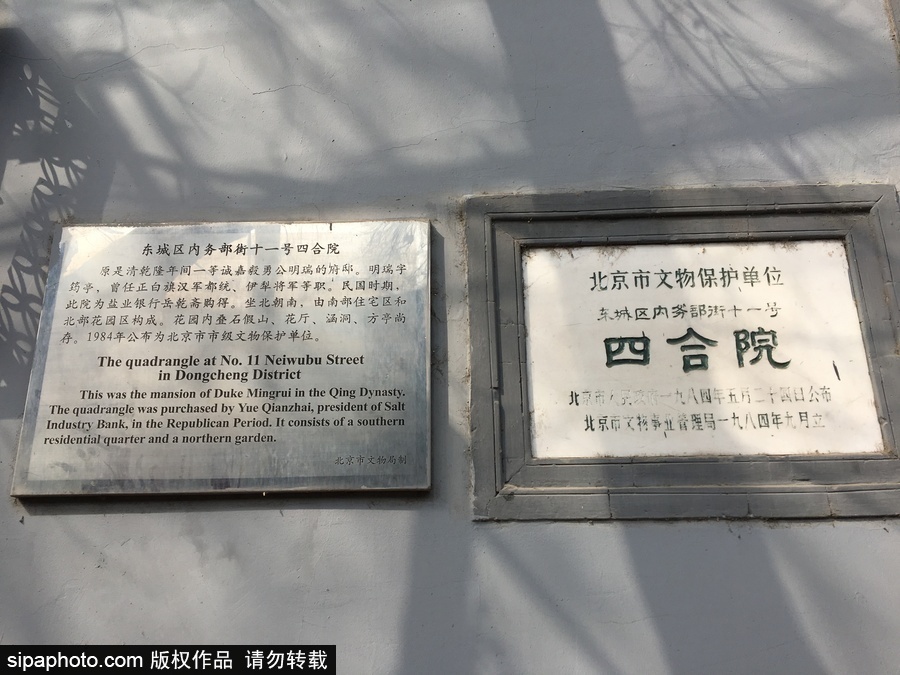 东城区内务部街十一号四合院
原是清乾隆年间一等诚嘉毅勇公明瑞的府邸。明瑞字
筠亭，曾任正白旗汉军都统、伊犁将军等职。民国时期，
此院为盐业银行岳乾斋购得。坐北朝南，由南部住宅区和
北部花园区构成。花园内叠石假山、花厅、涵洞、方亭尚
存。1984年公布为北京市市级文物保护单位。
The quadrangle at No. 11 Neiwubu Street
in Dongcheng District
This was the mansion of Duke Mingrui in the Qing Dynasty.
The quadrangle was purchased by Yue Qianzhai, president of Salt
Industry Bank, in the Republican Period. It consists of a southern
residential quarter and a northern garden.
北京市文物局制
北京市文物保护单位
东城区内务部街十一号
四合院
北京市人民政府一九八四年五月二十四日公布
北京市文物事业管理局一九八四年九月立
sipaphoto.com 版权作品 请勿转载